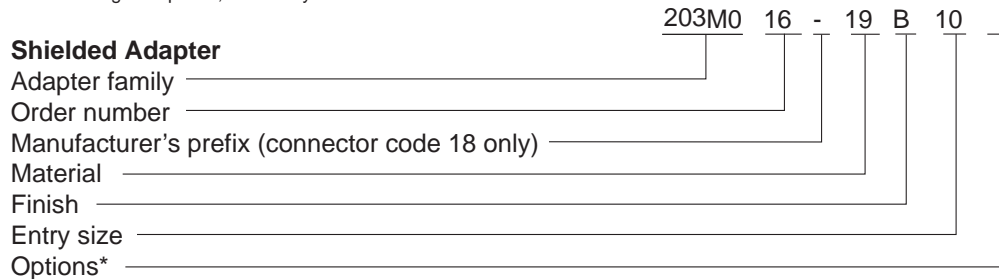 203M0 16 - 19 B 10
Shielded Adapter
Adapter family
Order number
Manufacturer's prefix (connector code 18 only)
Material
Finish
Entry size
Options*